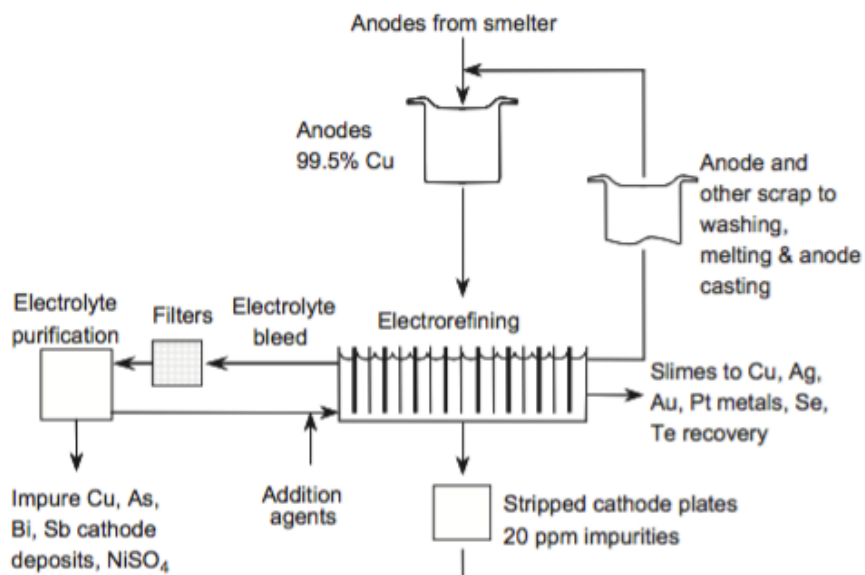 Anodes from smelter
Anodes
99.5% Cu
Anode and
other scrap to
washing,
melting & anode
casting
Electrolyte
purification
Filters
Electrolyte
bleed
Electrorefining
Slimes to Cu, Ag,
Au, Pt metals, Se,
Te recovery
Impure Cu, As,
Bi, Sb cathode
deposits, NiSO₄
Addition
agents
Stripped cathode plates
20 ppm impurities